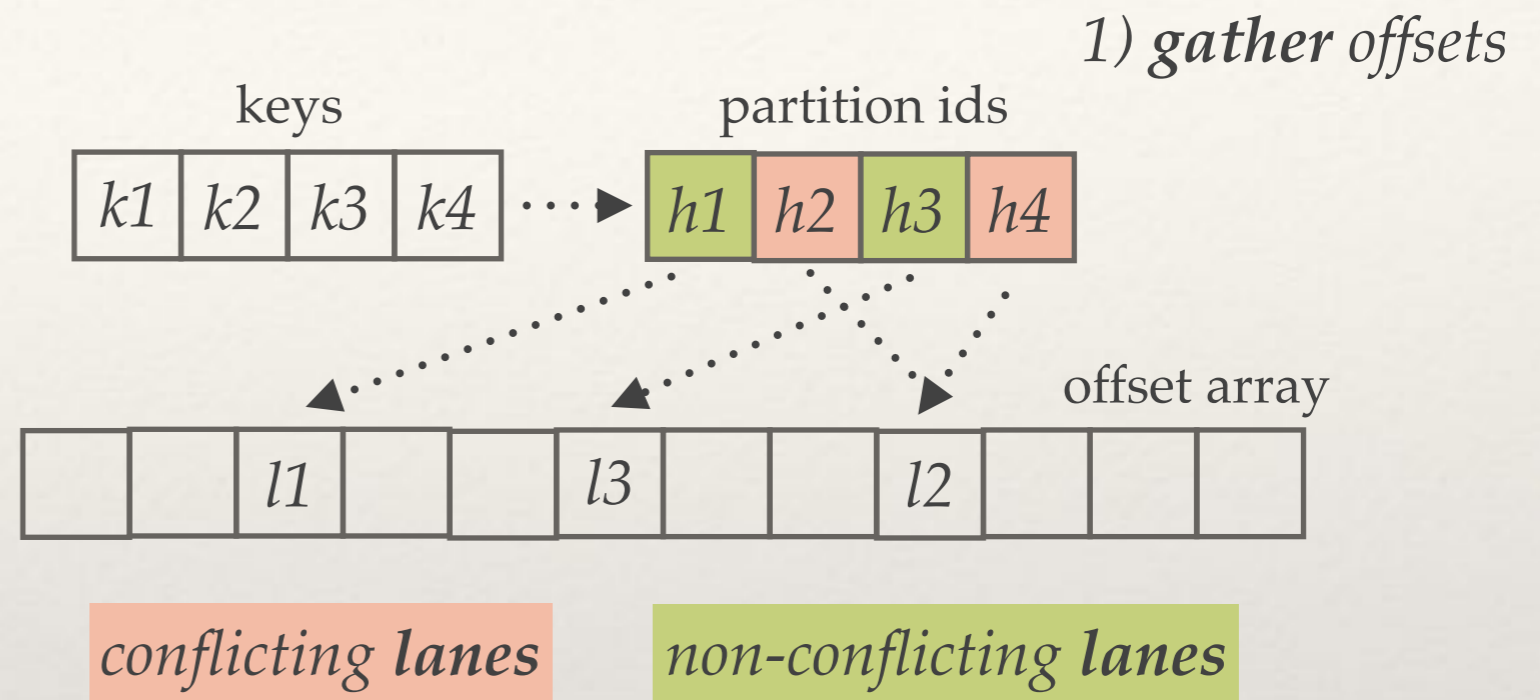 1) gather offsets
keys
partition ids
k1 k2 k3 k4
h1 h2 h3 h4
offset array
l1 l3 l2
conflicting lanes
non-conflicting lanes